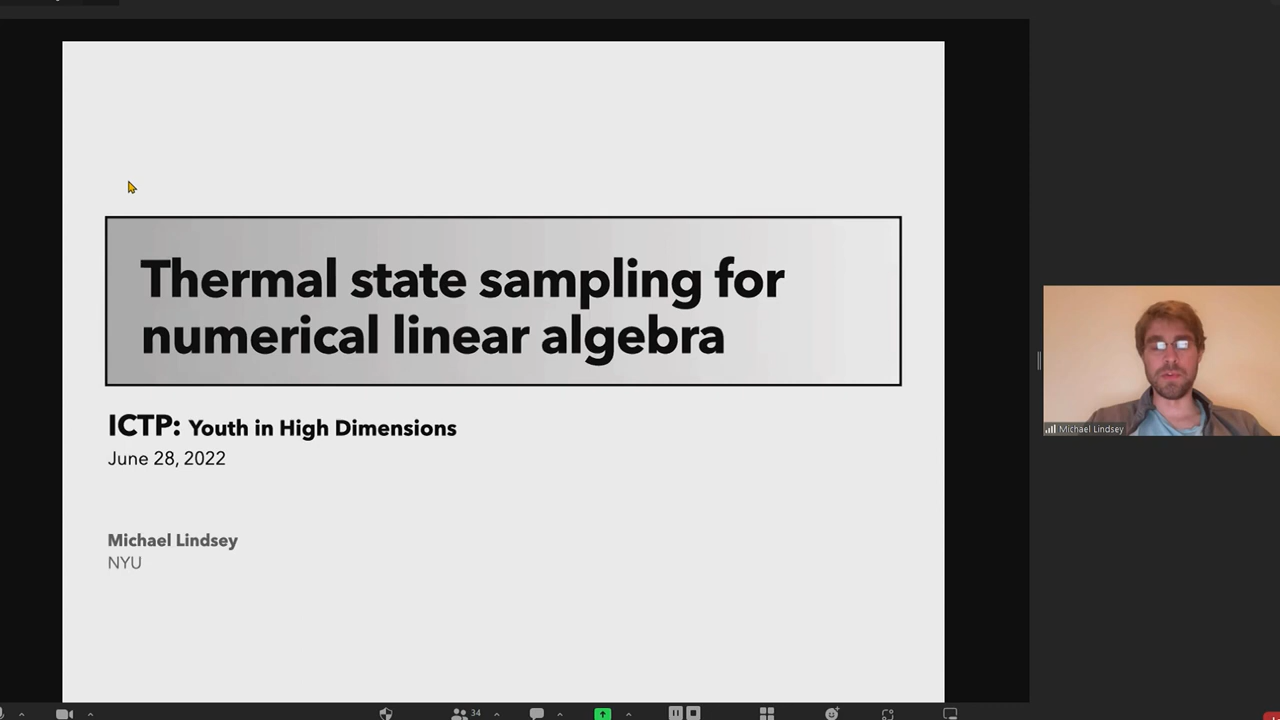 Thermal state sampling for
numerical linear algebra
ICTP: Youth in High Dimensions
June 28, 2022
Michael Lindsey
NYU
Michael Lindsey
34